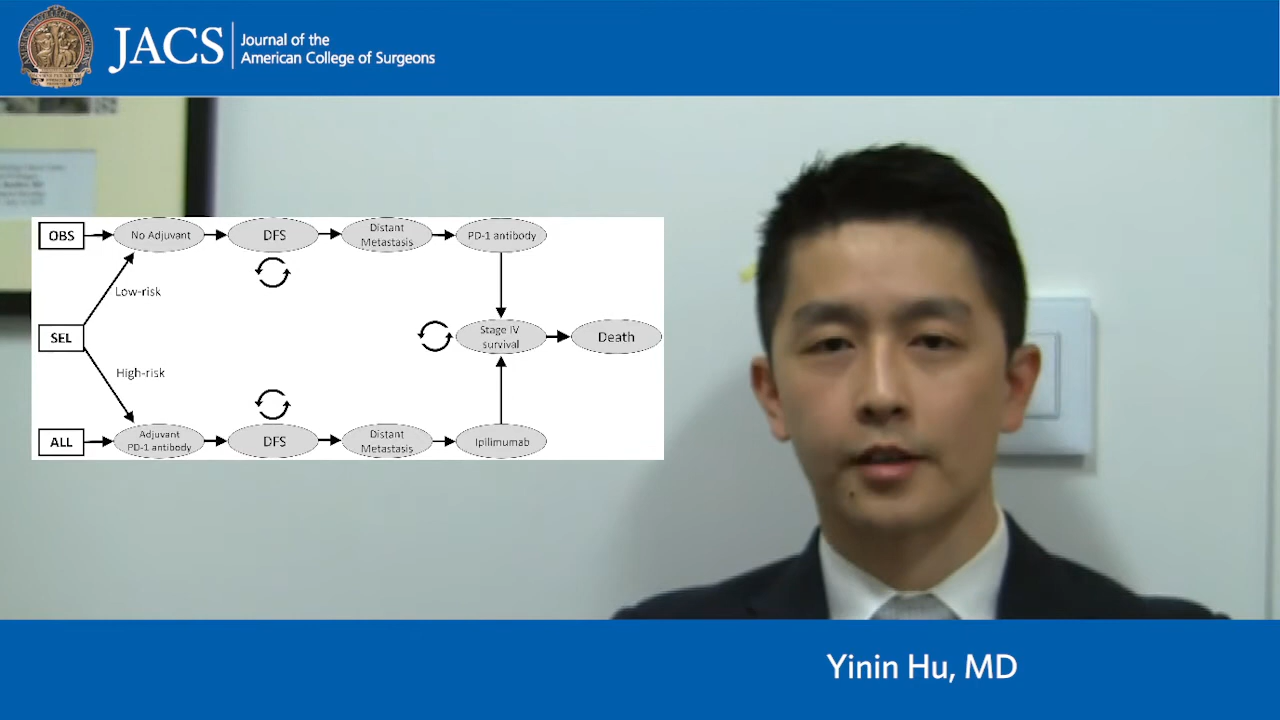 JACS
Journal of the
American College of Surgeons
OBS
No Adjuvant
DFS
Distant
Metastasis
PD-1 antibody
Low-risk
SEL
Stage IV
survival
Death
High-risk
ALL
Adjuvant
PD-1 antibody
DFS
Distant
Metastasis
Ipilimumab
Yinin Hu, MD